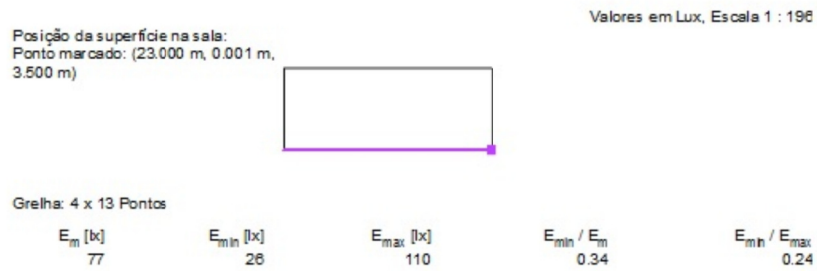 Valores em Lux, Escala 1 : 196
Posição da superfície na sala:
Ponto marcado: (23.000 m, 0.001 m,
3.500 m)
Grelha: 4 x 13 Pontos
Em [lx] Emin [lx] Emax [lx] Emin / Em Emin / Emax
77 26 110 0.34 0.24